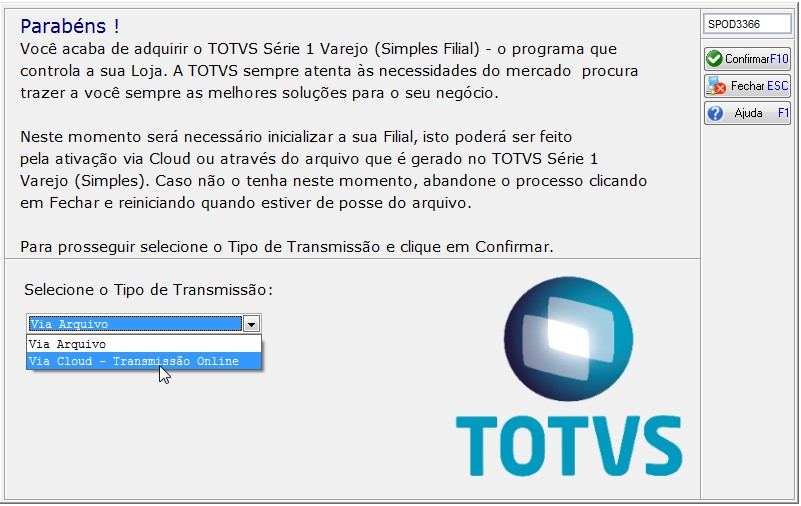 Parabéns !
Você acaba de adquirir o TOTVS Série 1 Varejo (Simples Filial) - o programa que
controla a sua Loja. A TOTVS sempre atenta às necessidades do mercado procura
trazer a você sempre as melhores soluções para o seu negócio.
Neste momento será necessário inicializar a sua Filial, isto poderá ser feito
pela ativação via Cloud ou através do arquivo que é gerado no TOTVS Série 1
Varejo (Simples). Caso não o tenha neste momento, abandone o processo clicando
em Fechar e reiniciando quando estiver de posse do arquivo.
Para prosseguir selecione o Tipo de Transmissão e clique em Confirmar.
Selecione o Tipo de Transmissão:
Via Arquivo
Via Arquivo
Via Cloud - Transmissão Online
TOTVS
SPOD3366
Confirmar F10
Fechar ESC
Ajuda F1